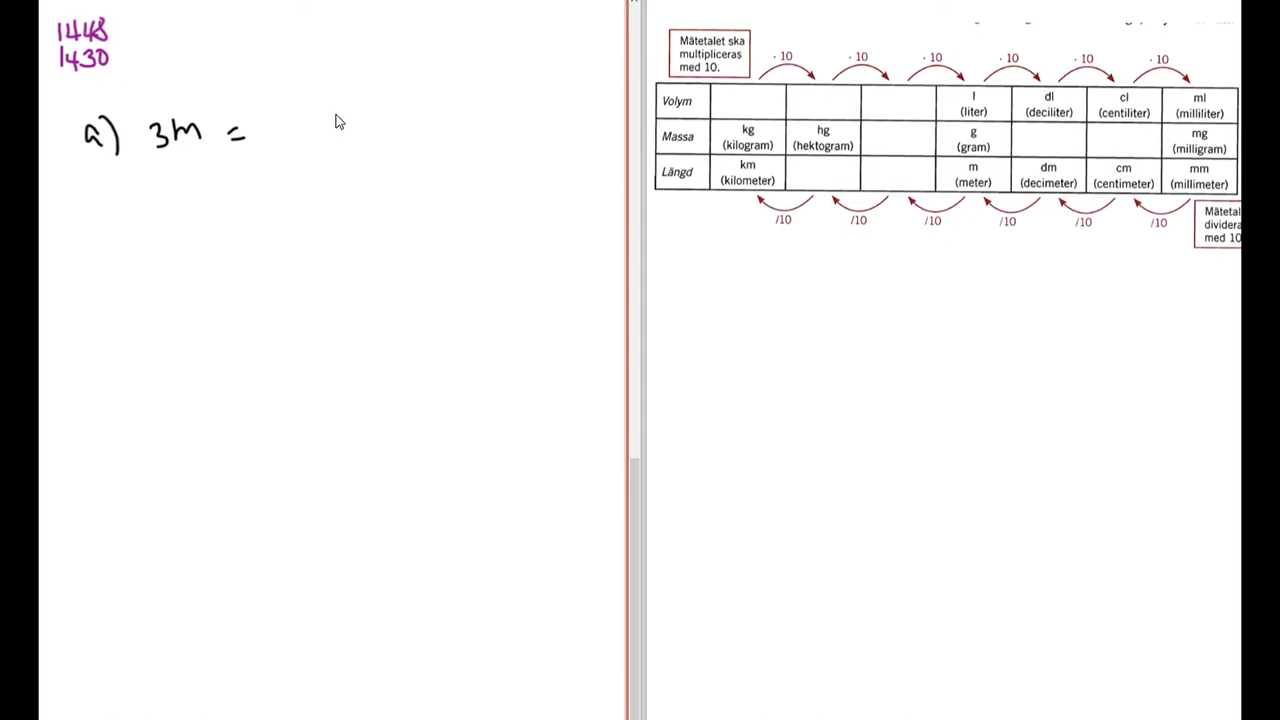 1448
1430
a) 3m =
Mätetalet ska
multipliceras
med 10.
· 10 · 10 · 10 · 10 · 10 · 10
Volym l (liter) dl (deciliter) cl (centiliter) ml (milliliter)
Massa kg (kilogram) hg (hektogram) g (gram) mg (milligram)
Längd km (kilometer) m (meter) dm (decimeter) cm (centimeter) mm (millimeter)
/10 /10 /10 /10 /10 /10
Mätetal
dividera
med 10